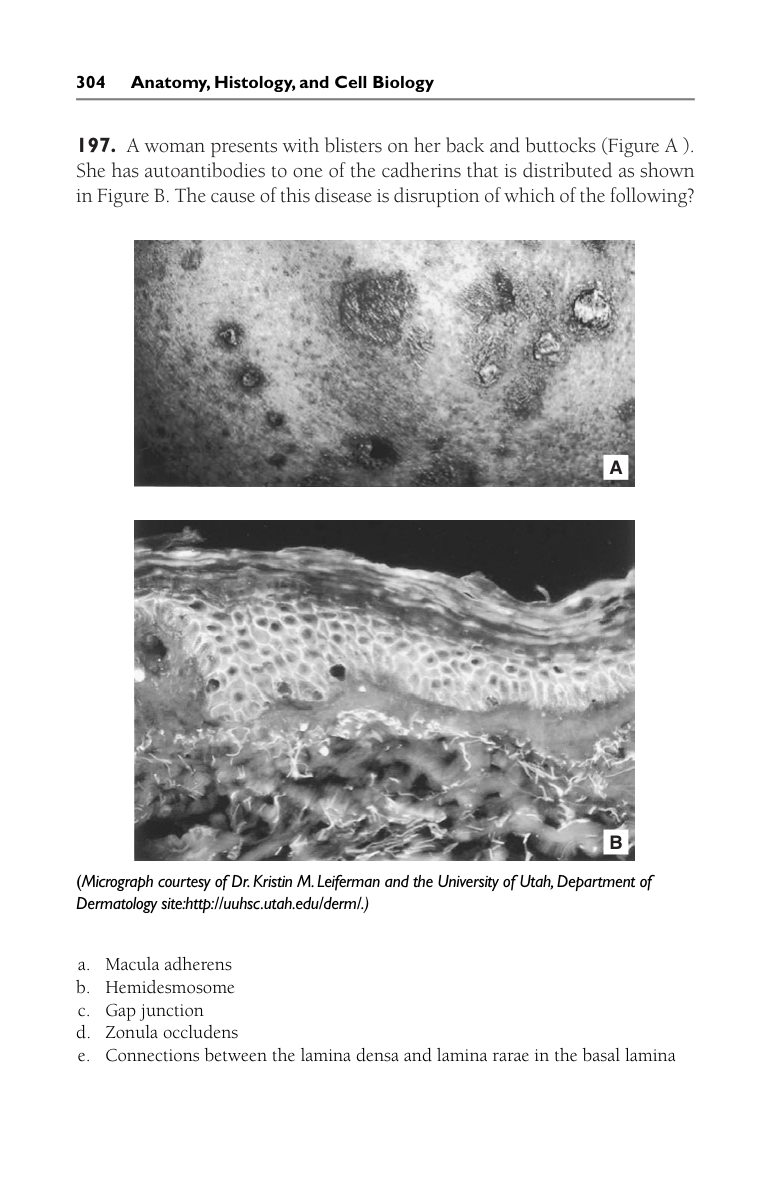 304 Anatomy, Histology, and Cell Biology
197. A woman presents with blisters on her back and buttocks (Figure A ).
She has autoantibodies to one of the cadherins that is distributed as shown
in Figure B. The cause of this disease is disruption of which of the following?
A
B
(Micrograph courtesy of Dr. Kristin M. Leiferman and the University of Utah, Department of
Dermatology site:http://uuhsc.utah.edu/derm/.)
a. Macula adherens
b. Hemidesmosome
c. Gap junction
d. Zonula occludens
e. Connections between the lamina densa and lamina rarae in the basal lamina